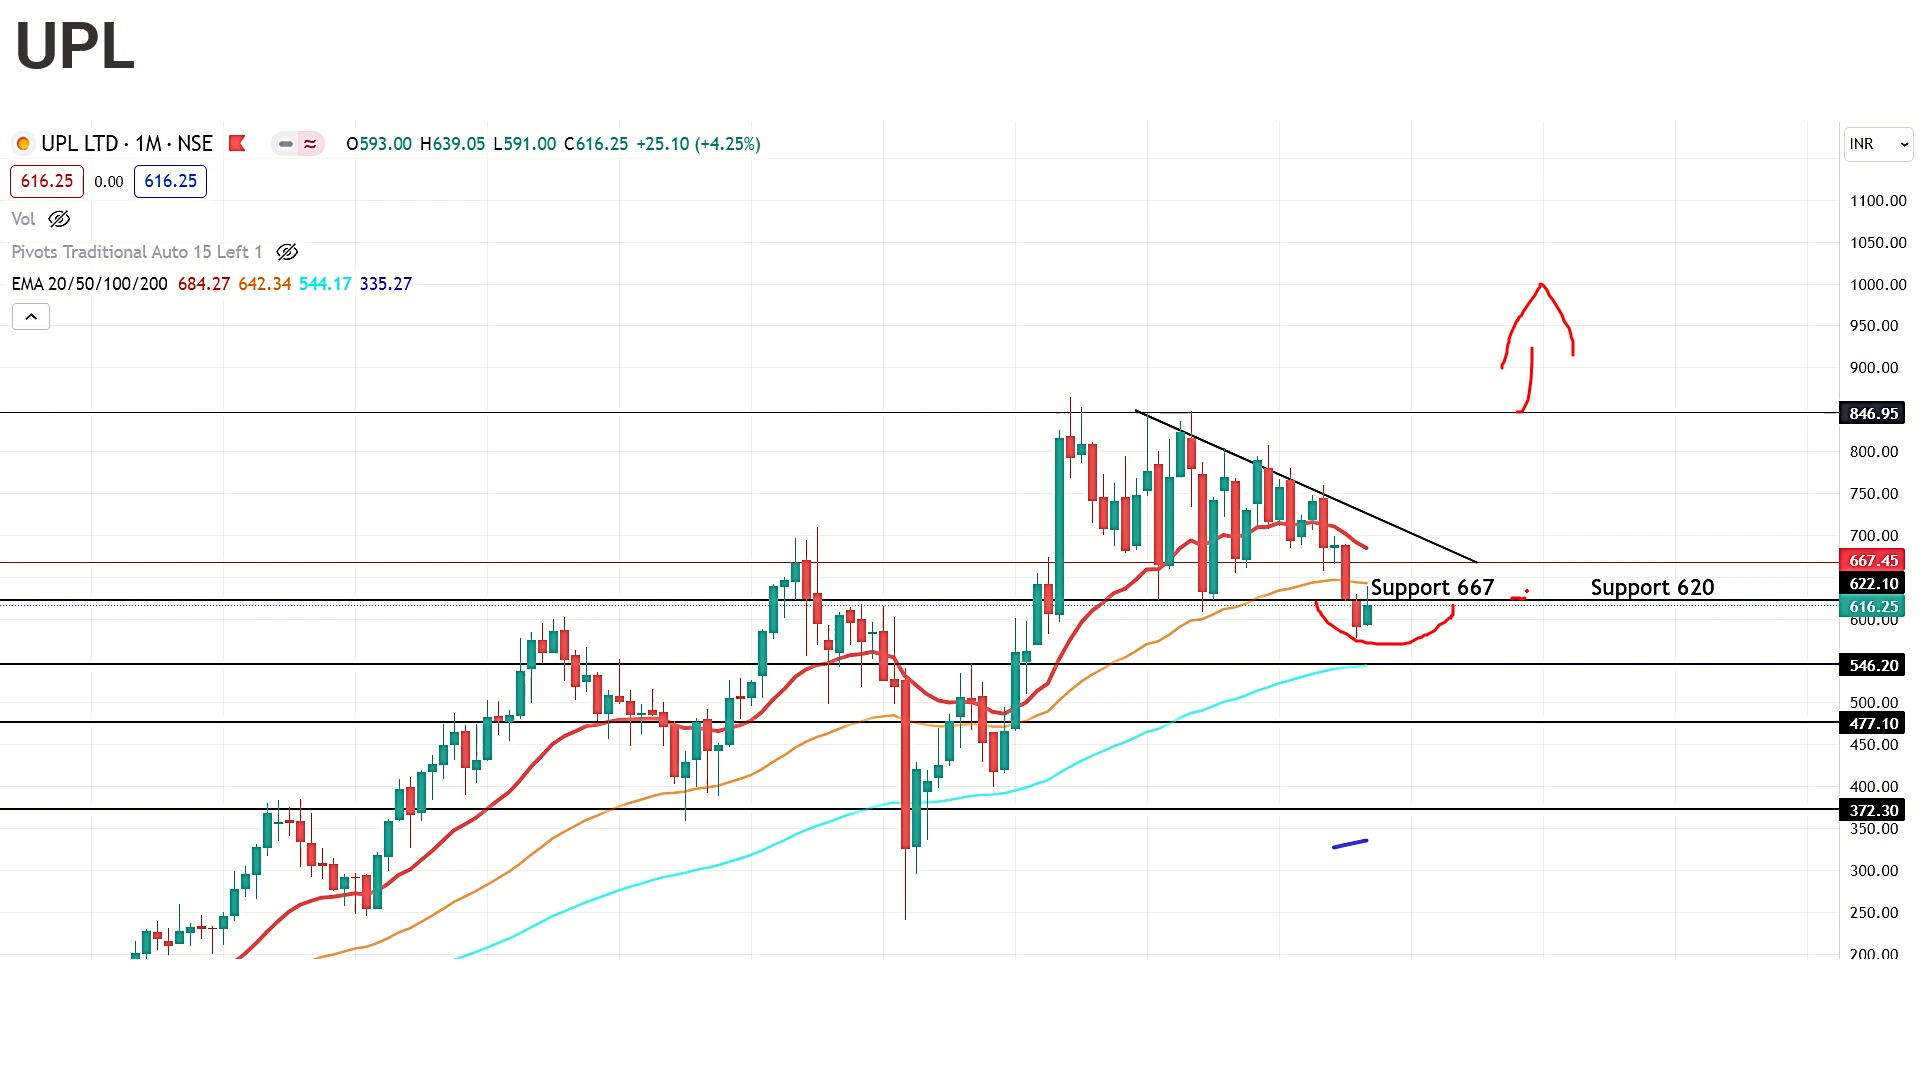 UPL
UPL LTD · 1M · NSE O593.00 H639.05 L591.00 C616.25 +25.10 (+4.25%)
INR
616.25 0.00 616.25
Vol
Pivots Traditional Auto 15 Left 1
EMA 20/50/100/200 684.27 642.34 544.17 335.27
1100.00
1050.00
1000.00
950.00
900.00
846.95
800.00
750.00
700.00
667.45
Support 667 Support 620
622.10
616.25
600.00
546.20
500.00
477.10
450.00
400.00
372.30
350.00
300.00
250.00
200.00